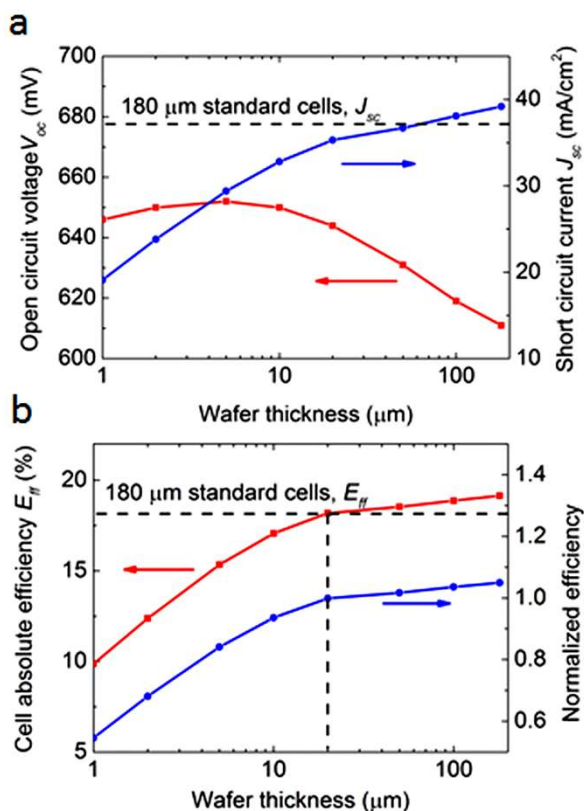 a
700
680
660
640
620
600
Open circuit voltageV_oc (mV)
180 μm standard cells, J_sc
40
30
20
10
Short circuit current J_sc (mA/cm²)
1
10
100
Wafer thickness (μm)
b
20
15
10
5
Cell absolute efficiency E_ff (%)
180 μm standard cells, E_ff
1.4
1.2
1.0
0.8
0.6
Normalized efficiency
1
10
100
Wafer thickness (μm)